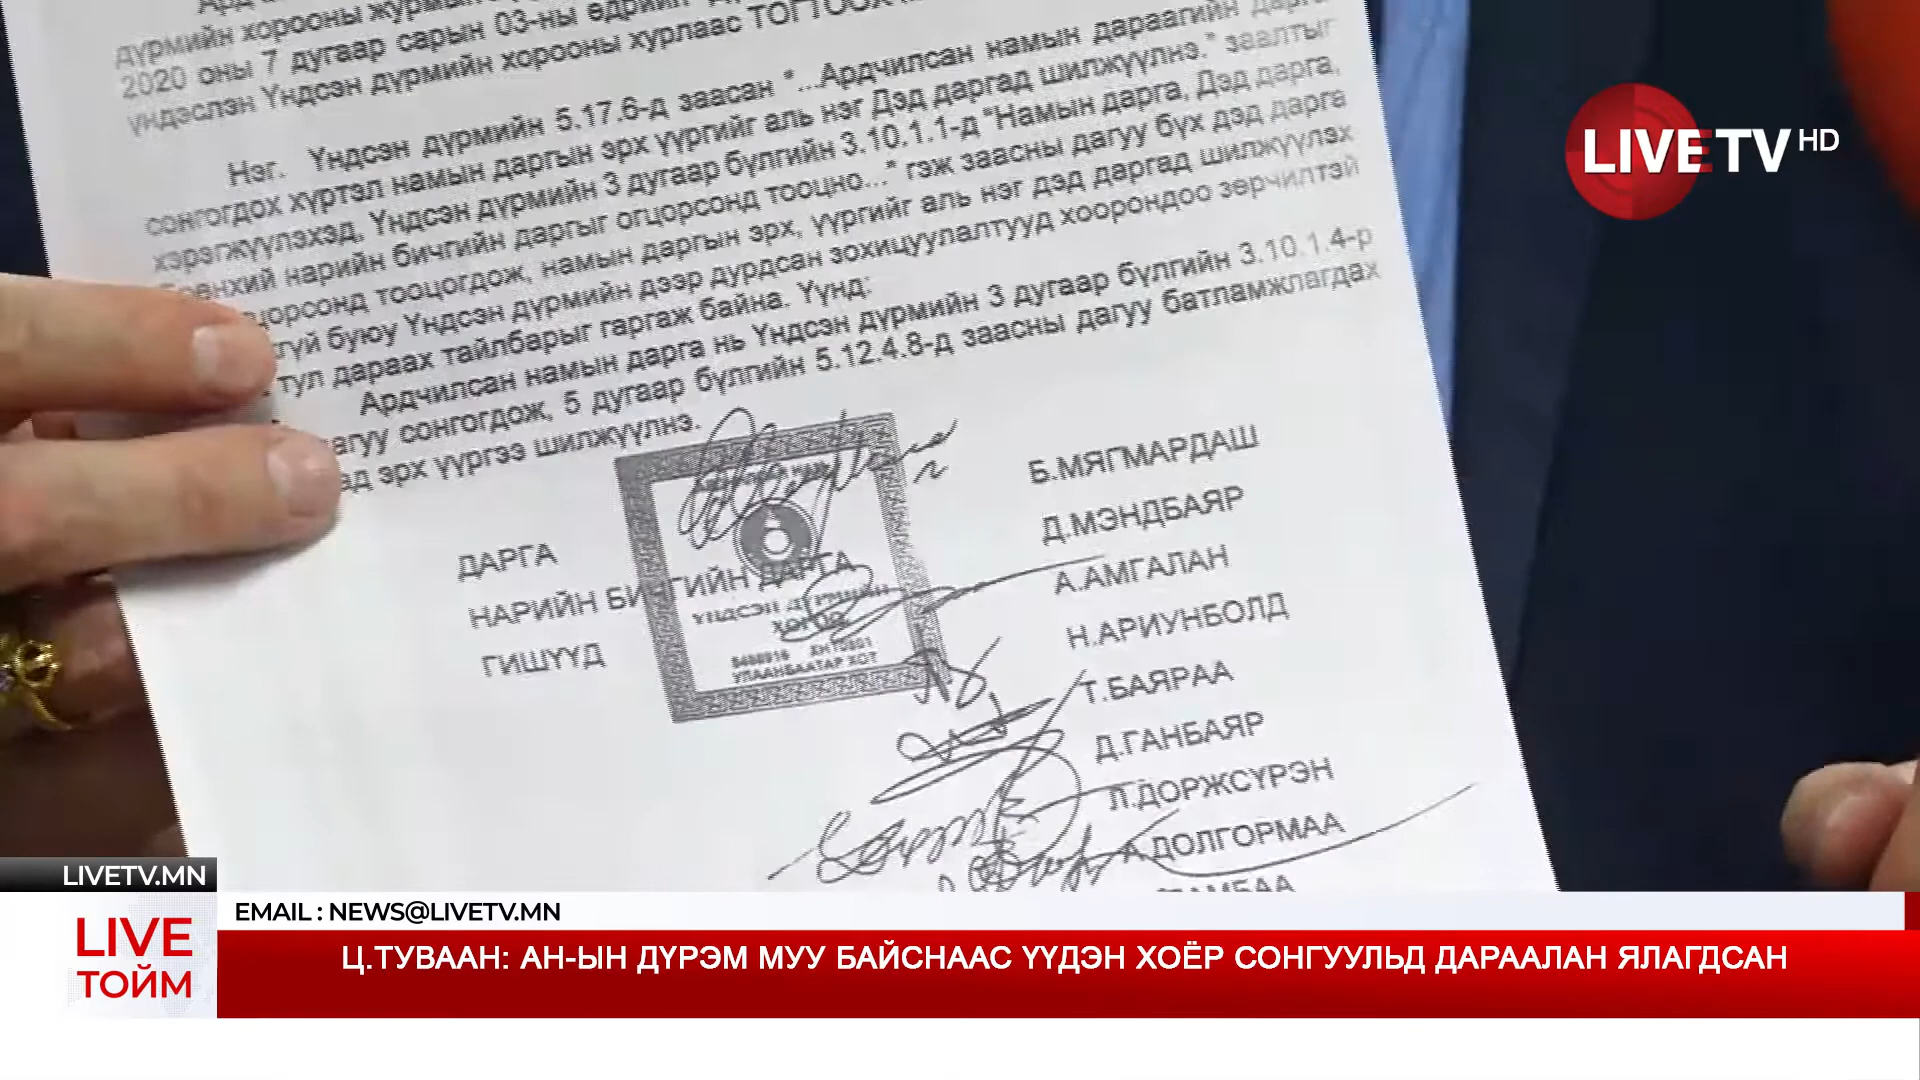 дүрмийн хорооны журмын
2020 оны 7 дугаар сарын 03-ны өдрийн
үндэслэн Үндсэн дүрмийн хорооны хурлаас ТОГТООХ
Нэг. Үндсэн дүрмийн 5.17.6-д заасан "...Ардчилсан намын дараагийн дарга
сонгогдох хүртэл намын даргын эрх үүргийг аль нэг Дэд даргад шилжүүлнэ." заалтыг
хэрэгжүүлэхэд, Үндсэн дүрмийн 3 дугаар бүлгийн 3.10.1.1-д "Намын дарга, Дэд дарга,
нарийн бичгийн даргыг огцорсонд тооцно..." гэж заасны дагуу бүх дэд дарга
тооцогдож, намын даргын эрх, үүргийг аль нэг дэд даргад шилжүүлэх
буюу Үндсэн дүрмийн дээр дурдсан зохицуулалтууд хоорондоо зөрчилтэй
тул дараах тайлбарыг гаргаж байна. Үүнд:
Ардчилсан намын дарга нь Үндсэн дүрмийн 3 дугаар бүлгийн 3.10.1.4-р
сонгогдож, 5 дугаар бүлгийн 5.12.4.8-д заасны дагуу батламжлагдах
эрх үүргээ шилжүүлнэ.
ДАРГА Б.МЯГМАРДАШ
НАРИЙН БИЧГИЙН ДАРГА Д.МЭНДБАЯР
ГИШҮҮД А.АМГАЛАН
Н.АРИУНБОЛД
Т.БАЯРАА
Д.ГАНБАЯР
Л.ДОРЖСҮРЭН
А.ДОЛГОРМАА
ҮНДСЭН ДҮРМИЙН
ХОРОО
УЛААНБААТАР ХОТ
LIVE TV HD
LIVETV.MN
EMAIL : NEWS@LIVETV.MN
LIVE
ТОЙМ
Ц.ТУВААН: АН-ЫН ДҮРЭМ МУУ БАЙСНААС ҮҮДЭН ХОЁР СОНГУУЛЬД ДАРААЛАН ЯЛАГДСАН